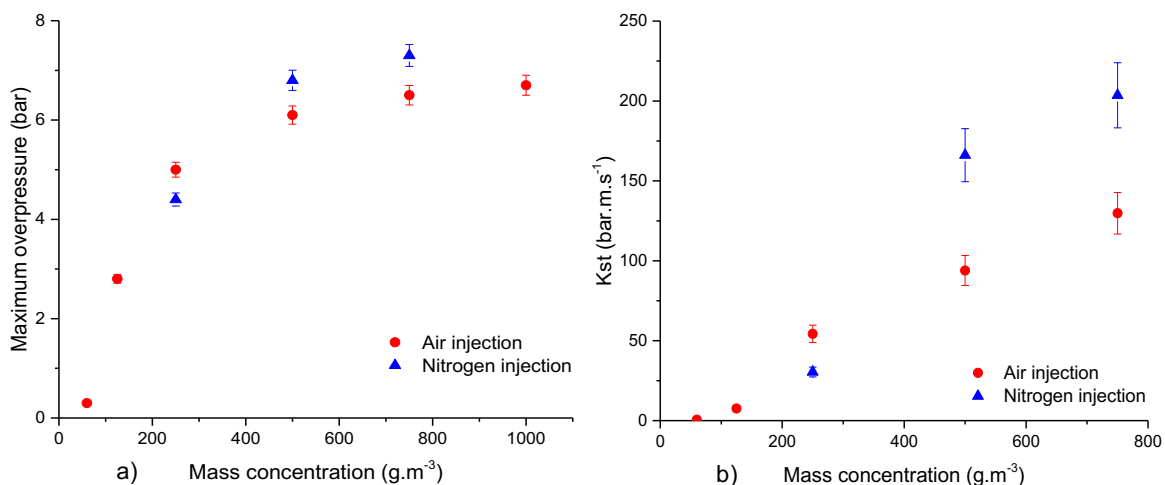 Maximum overpressure (bar)
8
6
4
2
0
Air injection
Nitrogen injection
0 200 400 600 800 1000
a) Mass concentration (g.m⁻³)
Kst (bar.m.s⁻¹)
250
200
150
100
50
0
Air injection
Nitrogen injection
0 200 400 600 800
b) Mass concentration (g.m⁻³)